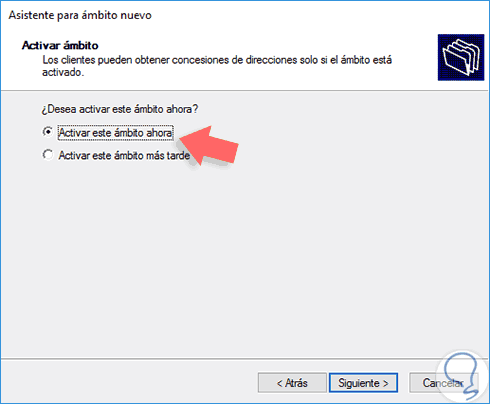 Asistente para ámbito nuevo
Activar ámbito
Los clientes pueden obtener concesiones de direcciones solo si el ámbito está
activado.
¿Desea activar este ámbito ahora?
Activar este ámbito ahora
Activar este ámbito más tarde
< Atrás
Siguiente >
Cancelar